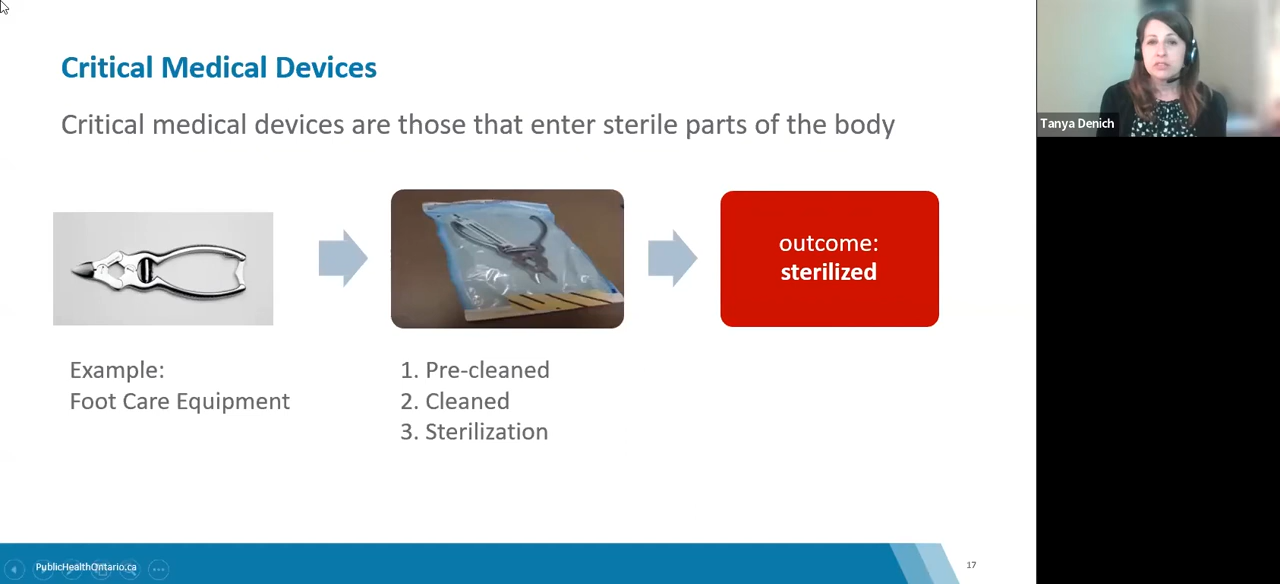 Critical Medical Devices
Critical medical devices are those that enter sterile parts of the body
Tanya Denich
outcome:
sterilized
Example:
Foot Care Equipment
1. Pre-cleaned
2. Cleaned
3. Sterilization
PublicHealthOntario.ca
17